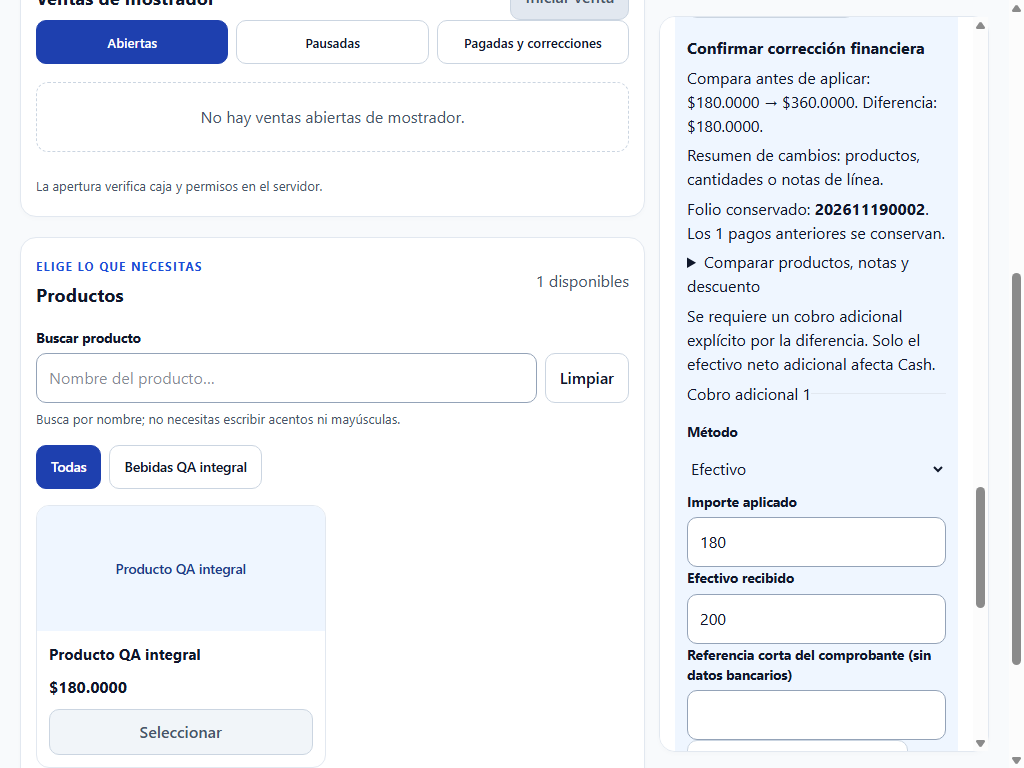 Ventas de mostrador
Iniciar venta
Abiertas
Pausadas
Pagadas y correcciones
No hay ventas abiertas de mostrador.
La apertura verifica caja y permisos en el servidor.
ELIGE LO QUE NECESITAS
Productos
1 disponibles
Buscar producto
Nombre del producto...
Limpiar
Busca por nombre; no necesitas escribir acentos ni mayúsculas.
Todas
Bebidas QA integral
Producto QA integral
Producto QA integral
$180.0000
Seleccionar
Confirmar corrección financiera
Compara antes de aplicar:
$180.0000 → $360.0000. Diferencia:
$180.0000.
Resumen de cambios: productos,
cantidades o notas de línea.
Folio conservado: 202611190002.
Los 1 pagos anteriores se conservan.
Comparar productos, notas y
descuento
Se requiere un cobro adicional
explícito por la diferencia. Solo el
efectivo neto adicional afecta Cash.
Cobro adicional 1
Método
Efectivo
Importe aplicado
180
Efectivo recibido
200
Referencia corta del comprobante (sin
datos bancarios)